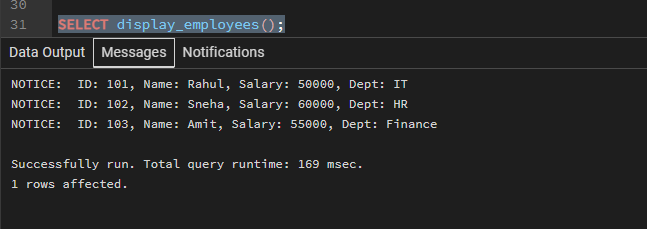 30
31 SELECT display_employees();
Data Output Messages Notifications
NOTICE:  ID: 101, Name: Rahul, Salary: 50000, Dept: IT
NOTICE:  ID: 102, Name: Sneha, Salary: 60000, Dept: HR
NOTICE:  ID: 103, Name: Amit, Salary: 55000, Dept: Finance
Successfully run. Total query runtime: 169 msec.
1 rows affected.